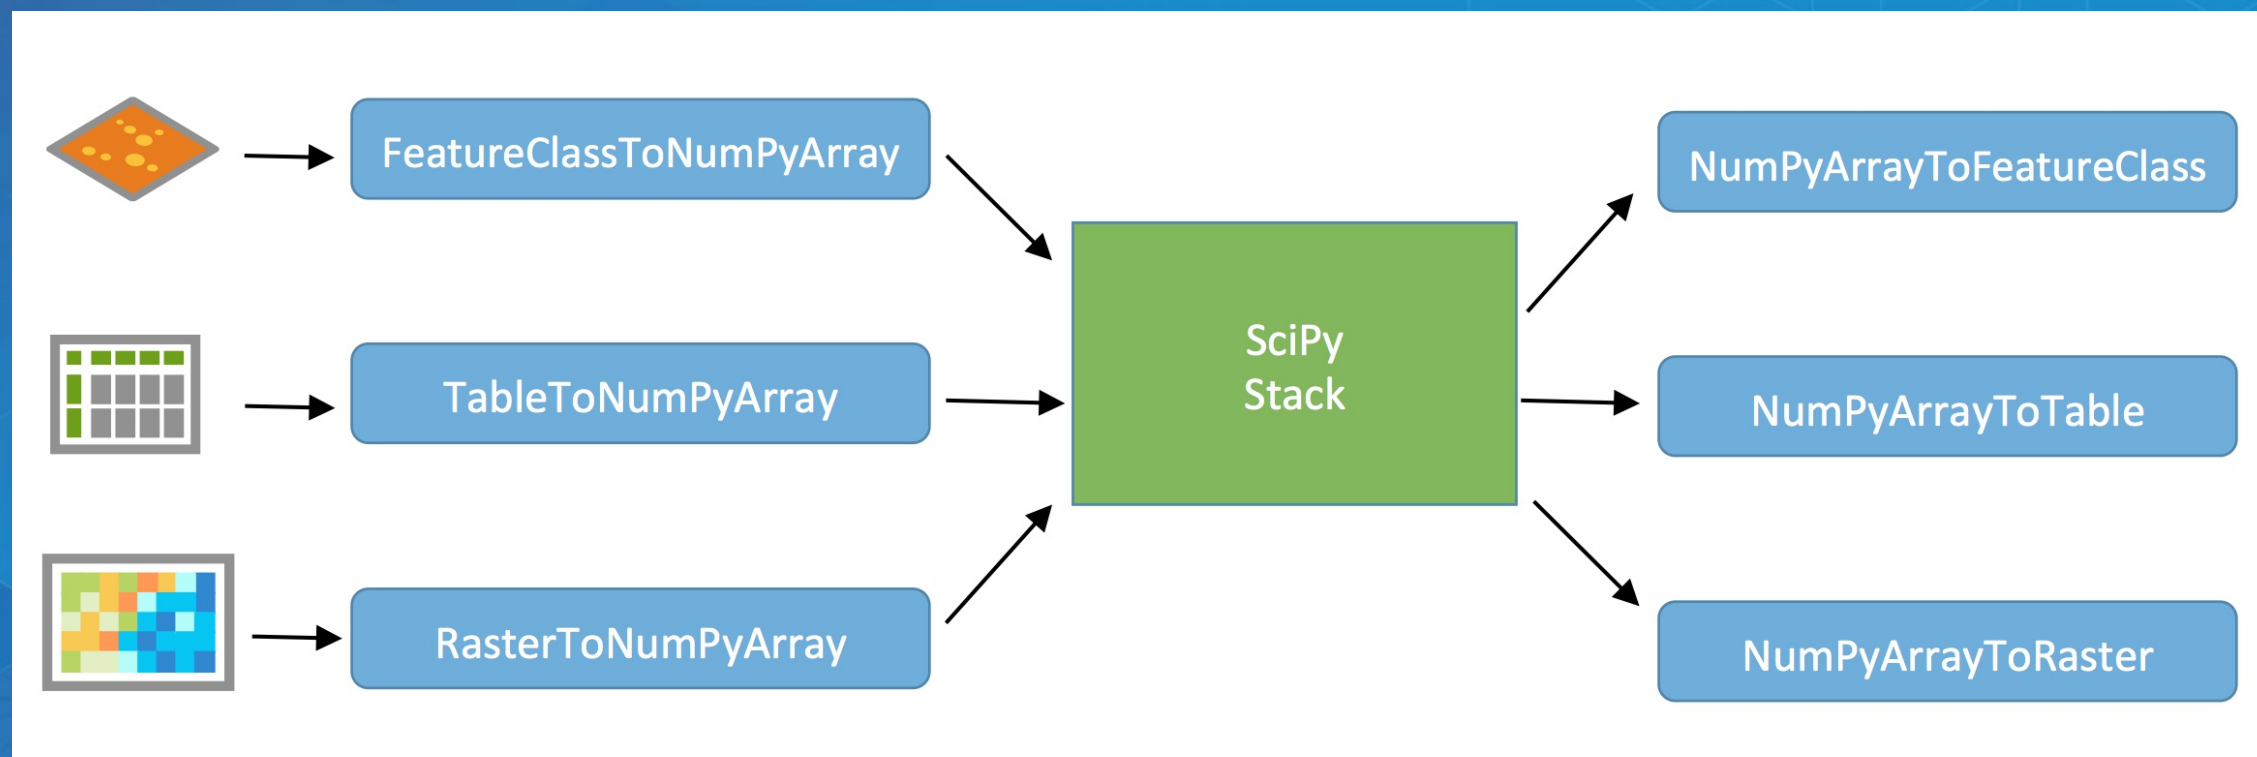 FeatureClassToNumPyArray
TableToNumPyArray
RasterToNumPyArray
SciPy
Stack
NumPyArrayToFeatureClass
NumPyArrayToTable
NumPyArrayToRaster